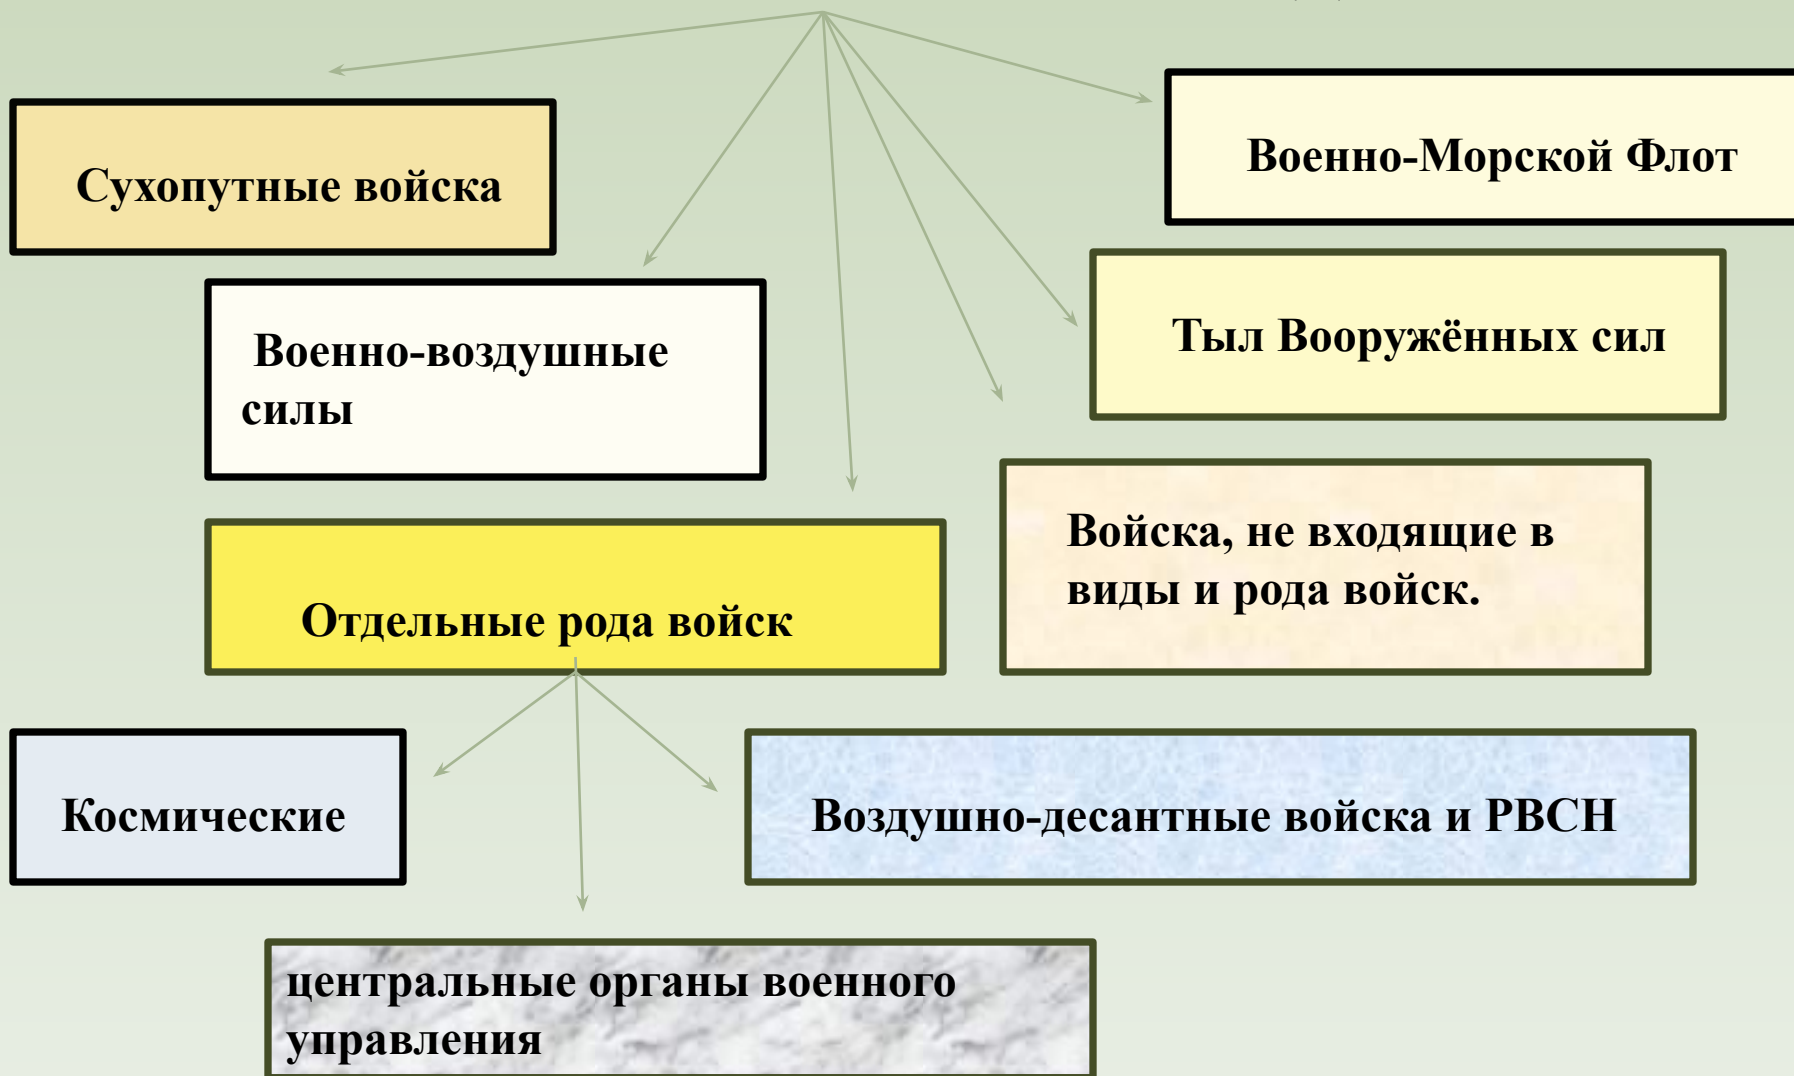 Сухопутные войска
Военно-Морской Флот
Военно-воздушные
силы
Тыл Вооружённых сил
Отдельные рода войск
Войска, не входящие в
виды и рода войск.
Космические
Воздушно-десантные войска и РВСН
центральные органы военного
управления